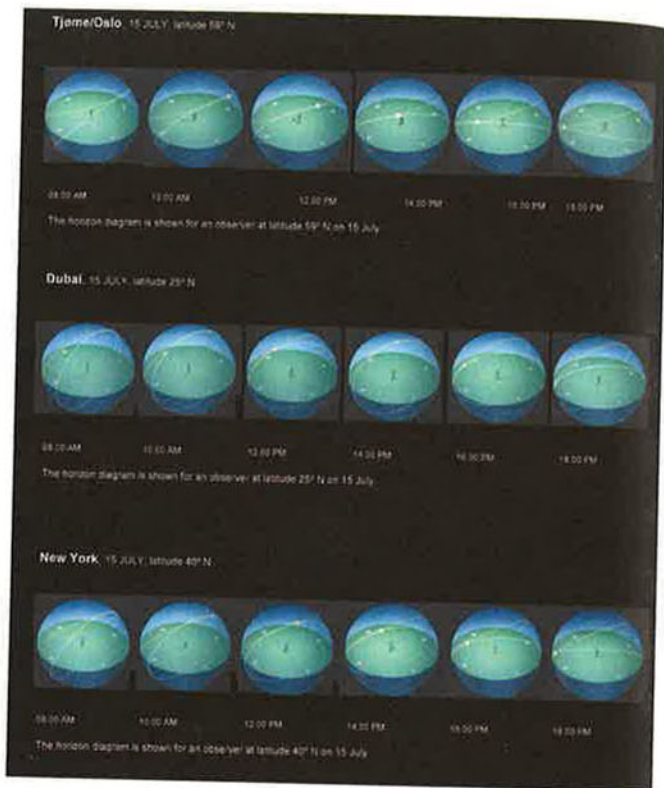 Tjøme/Oslo, 15 JULY, latitude 59° N
08.00 AM 10.00 AM 12.00 PM 14.00 PM 16.00 PM 18.00 PM
The horizon diagram is shown for an observer at latitude 59° N on 15 July
Dubai, 15 JULY, latitude 25° N
08.00 AM 10.00 AM 12.00 PM 14.00 PM 16.00 PM 18.00 PM
The horizon diagram is shown for an observer at latitude 25° N on 15 July
New York, 15 JULY, latitude 40° N
08.00 AM 10.00 AM 12.00 PM 14.00 PM 16.00 PM 18.00 PM
The horizon diagram is shown for an observer at latitude 40° N on 15 July